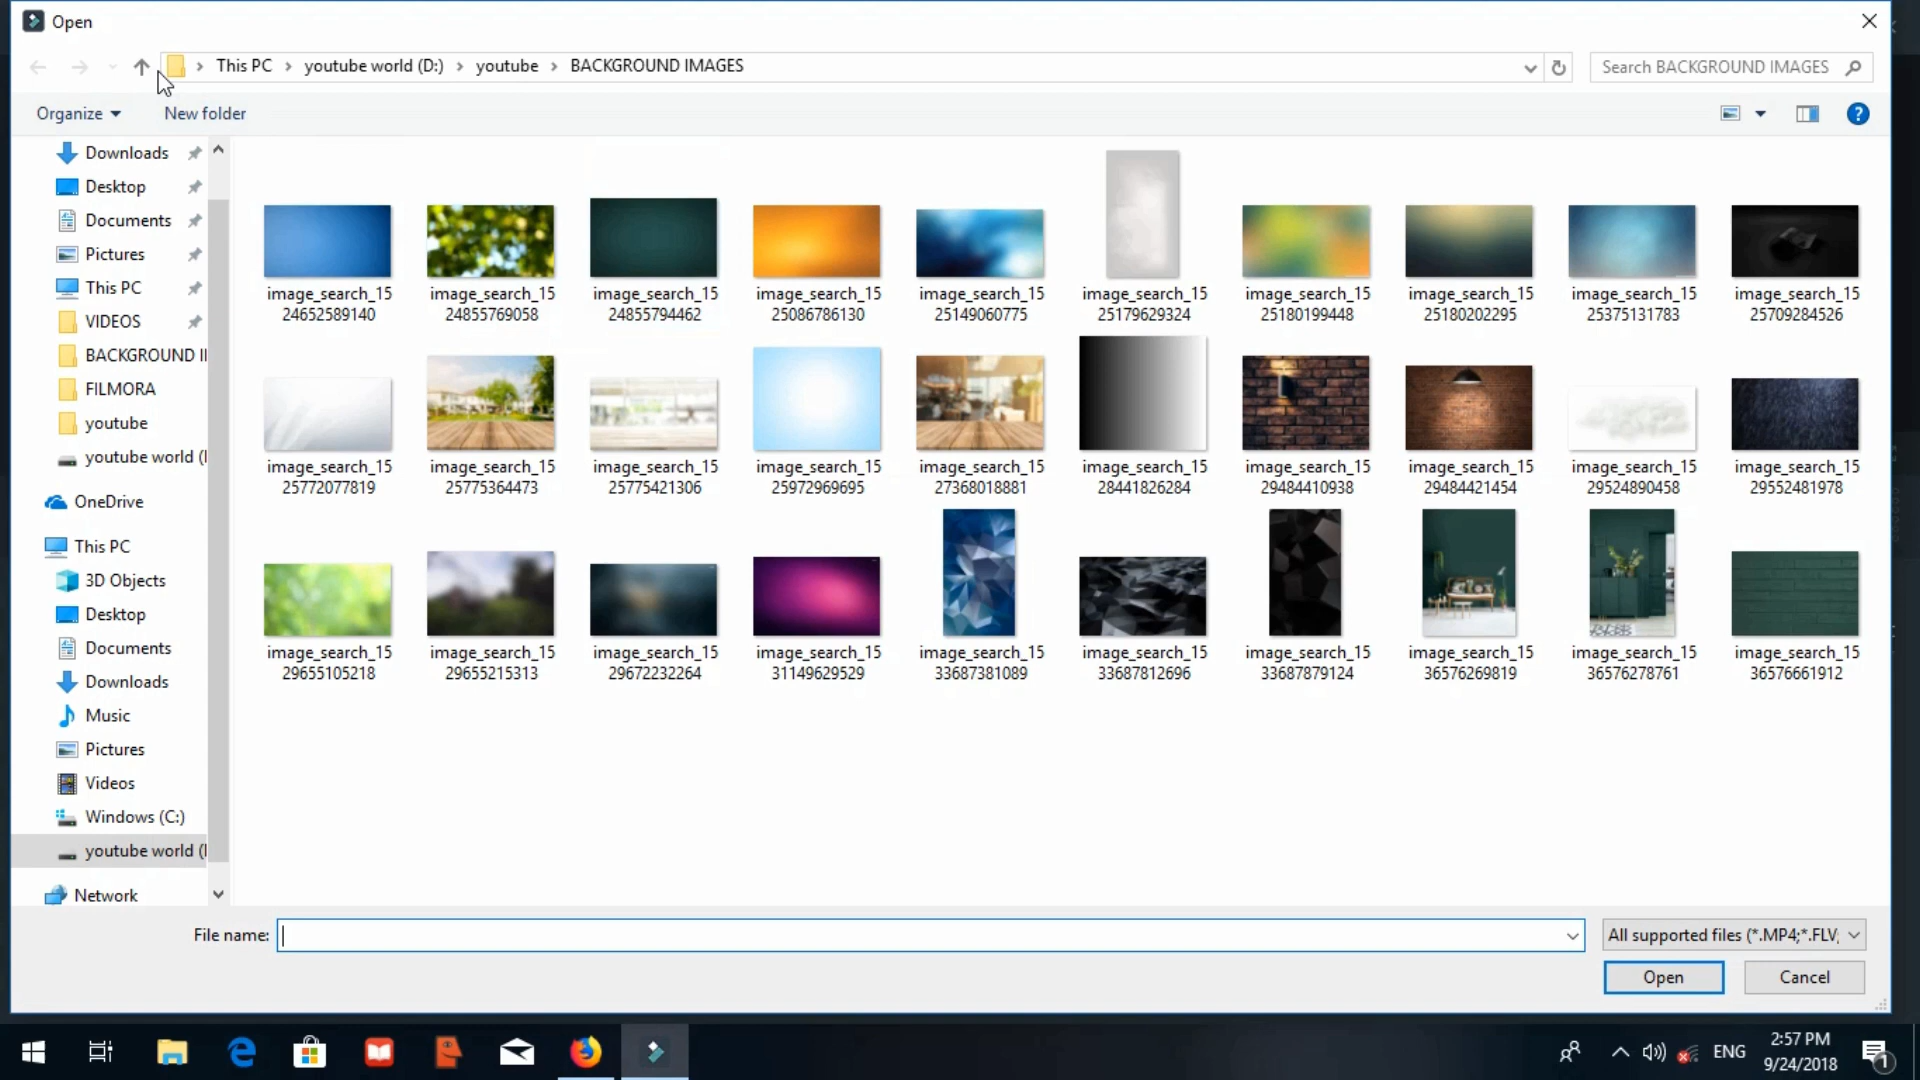 Open
This PC > youtube world (D:) > youtube > BACKGROUND IMAGES
Search BACKGROUND IMAGES
Organize
New folder
Downloads
Desktop
Documents
Pictures
This PC
VIDEOS
BACKGROUND I
FILMORA
youtube
youtube world (
OneDrive
This PC
3D Objects
Desktop
Documents
Downloads
Music
Pictures
Videos
Windows (C:)
youtube world (
Network
image_search_15
24652589140
image_search_15
24855769058
image_search_15
24855794462
image_search_15
25086786130
image_search_15
25149060775
image_search_15
25179629324
image_search_15
25180199448
image_search_15
25180202295
image_search_15
25375131783
image_search_15
25709284526
image_search_15
25772077819
image_search_15
25775364473
image_search_15
25775421306
image_search_15
25972969695
image_search_15
27368018881
image_search_15
28441826284
image_search_15
29484410938
image_search_15
29484421454
image_search_15
29524890458
image_search_15
29552481978
image_search_15
29655105218
image_search_15
29655215313
image_search_15
29672232264
image_search_15
31149629529
image_search_15
33687381089
image_search_15
33687812696
image_search_15
33687879124
image_search_15
36576269819
image_search_15
36576278761
image_search_15
36576661912
File name:
All supported files (*.MP4;*.FLV;
Open
Cancel
ENG
2:57 PM
9/24/2018
1